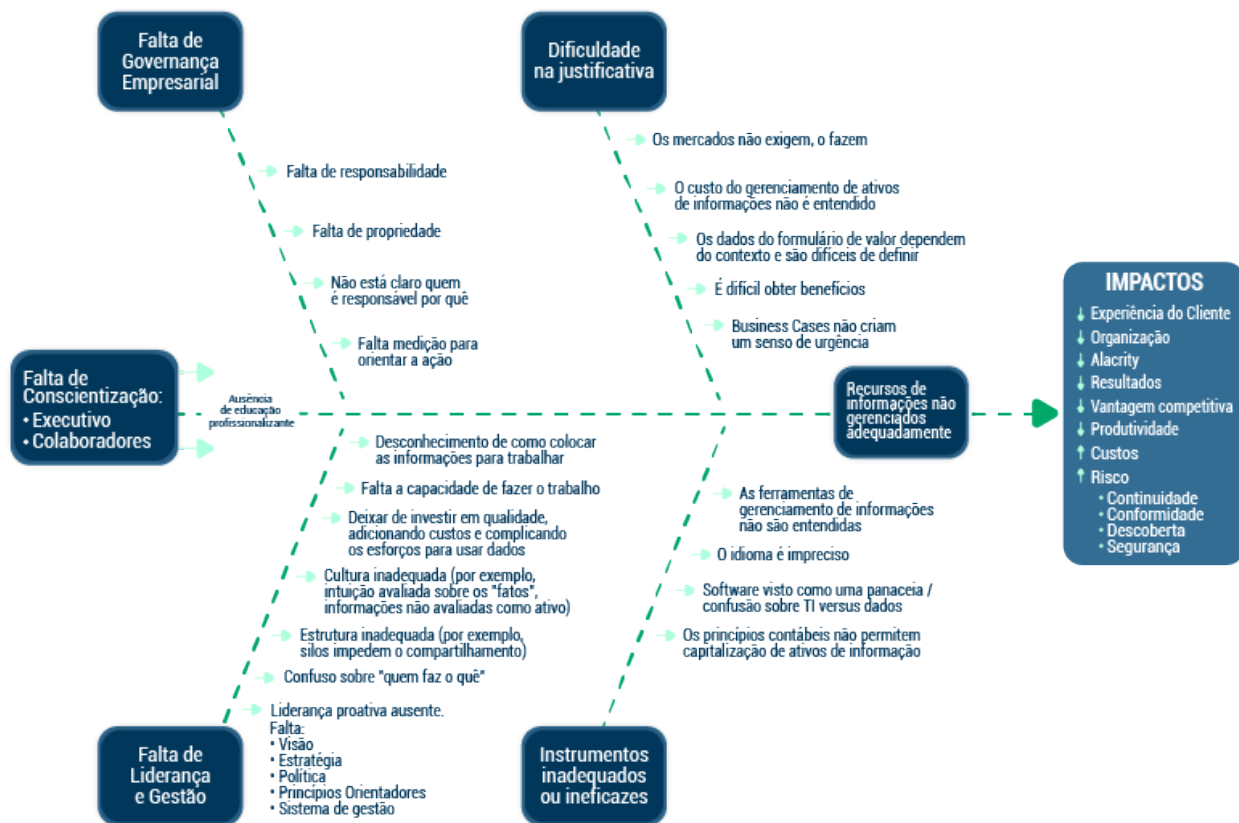 Falta de
Governança
Empresarial
Dificuldade
na justificativa
Os mercados não exigem, o fazem
Falta de responsabilidade
O custo do gerenciamento de ativos
de informações não é entendido
Falta de propriedade
Os dados do formulário de valor dependem
do contexto e são difíceis de definir
Não está claro quem
é responsável por quê
É difícil obter benefícios
Falta medição para
orientar a ação
Business Cases não criam
um senso de urgência
Falta de
Conscientização:
• Executivo
• Colaboradores
Ausência
de educação
profissionalizante
Recursos de
informações não
gerenciados
adequadamente
IMPACTOS
↓ Experiência do Cliente
↓ Organização
↓ Alacrity
↓ Resultados
↓ Vantagem competitiva
↓ Produtividade
↑ Custos
↑ Risco
• Continuidade
• Conformidade
• Descoberta
• Segurança
Desconhecimento de como colocar
as informações para trabalhar
Falta a capacidade de fazer o trabalho
Deixar de investir em qualidade,
adicionando custos e complicando
os esforços para usar dados
Cultura inadequada (por exemplo,
intuição avaliada sobre os "fatos",
informações não avaliadas como ativo)
Estrutura inadequada (por exemplo,
silos impedem o compartilhamento)
Confuso sobre "quem faz o quê"
Liderança proativa ausente.
Falta:
• Visão
• Estratégia
• Política
• Princípios Orientadores
• Sistema de gestão
As ferramentas de
gerenciamento de informações
não são entendidas
O idioma é impreciso
Software visto como uma panaceia /
confusão sobre TI versus dados
Os princípios contábeis não permitem
capitalização de ativos de informação
Falta de
Liderança
e Gestão
Instrumentos
inadequados
ou ineficazes